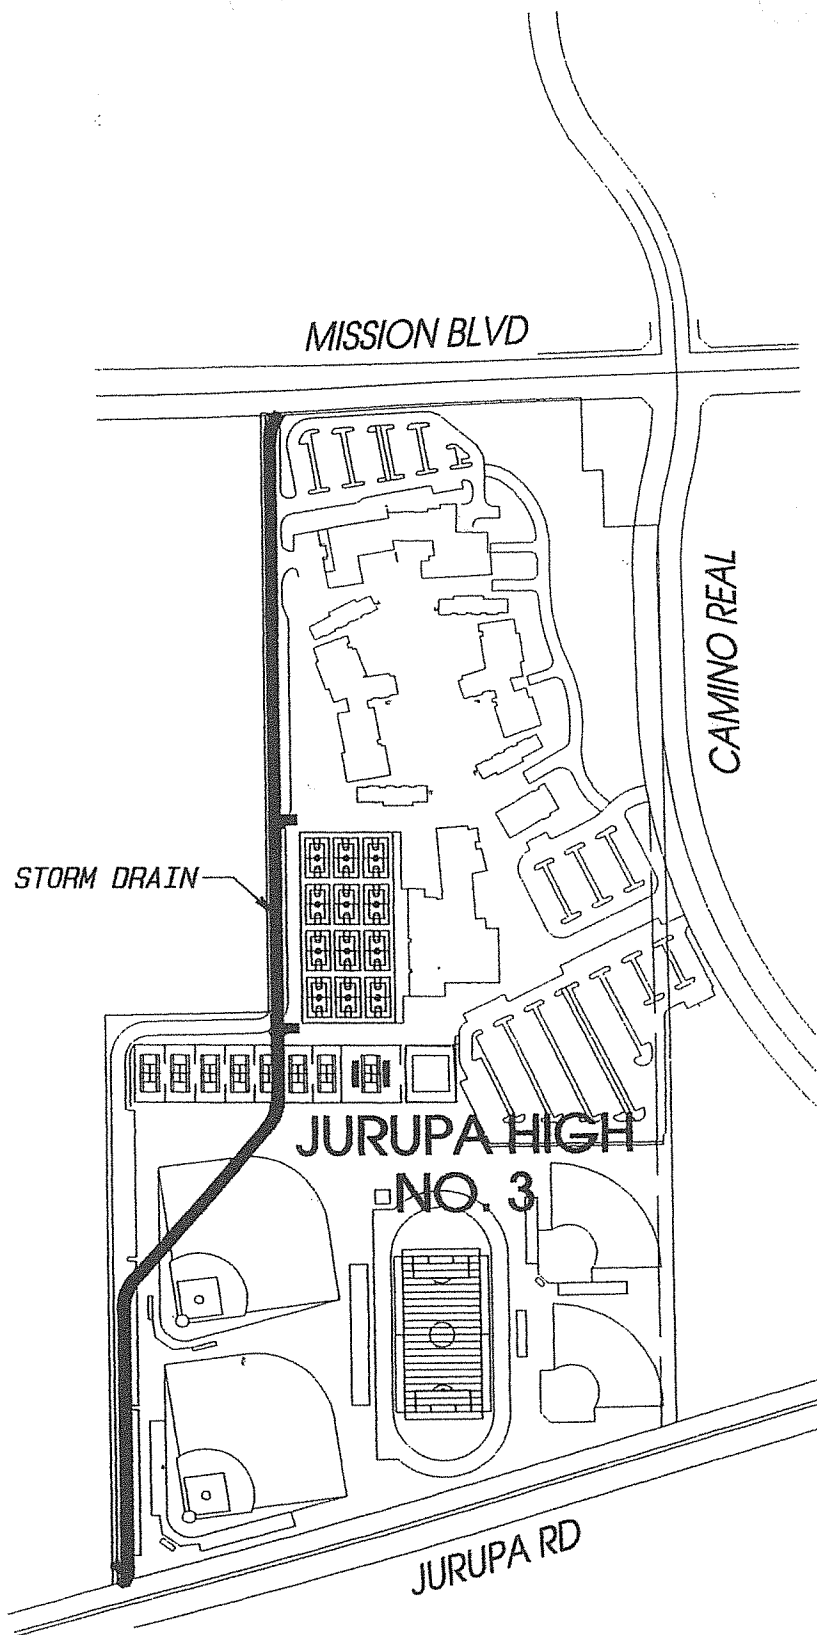 MISSION BLVD
CAMINO REAL
STORM DRAIN
JURUPA HIGH
NO. 3
JURUPA RD